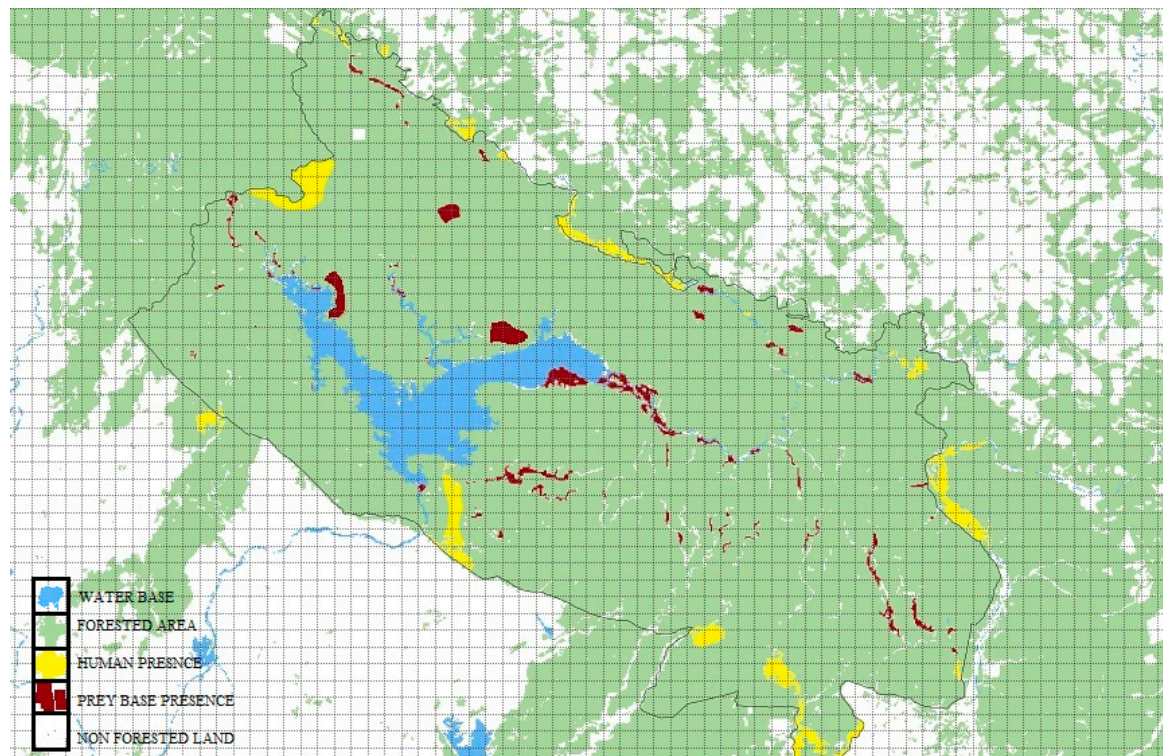 WATER BASE
FORESTED AREA
HUMAN PRESNCE
PREY BASE PRESENCE
NON FORESTED LAND